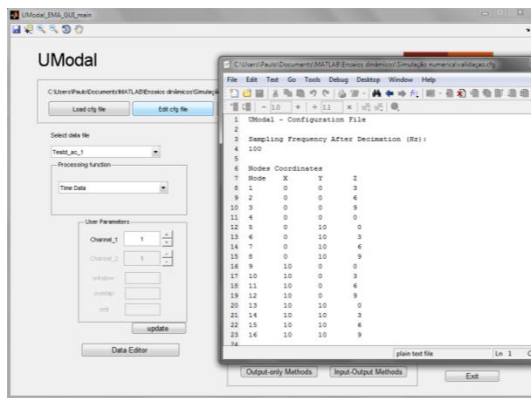 UModal_EMA_GUI_main
UModal
C:\Users\Paulo\Documents\MATLAB\Ensaios dinâmicos\Simulaçã
Load cfg file
Edit cfg file
Select data file
Testd_ac_1
Processing function
Time Data
User Parameters
Channel_1 1
Channel_2
overlap
update
Data Editor
C:\Users\Paulo\Documents\MATLAB\Ensaios dinâmicos\Simulação numerica\validaçao.cfg
File Edit Text Go Tools Debug Desktop Window Help
- 1.0 + ÷ 1.1 ×
1 UModal - Configuration File
2
3 Sampling Frequency After Decimation (Hz):
4 100
5
6 Nodes Coordinates
7 Node X Y Z
8 1 0 0 3
9 2 0 0 6
10 3 0 0 9
11 4 0 0 0
12 5 0 10 0
13 6 0 10 3
14 7 0 10 6
15 8 0 10 9
16 9 10 0 0
17 10 10 0 3
18 11 10 0 6
19 12 10 0 9
20 13 10 10 0
21 14 10 10 3
22 15 10 10 6
23 16 10 10 9
24
plain text file Ln 1 C
Output-only Methods
Input-Output Methods
Exit